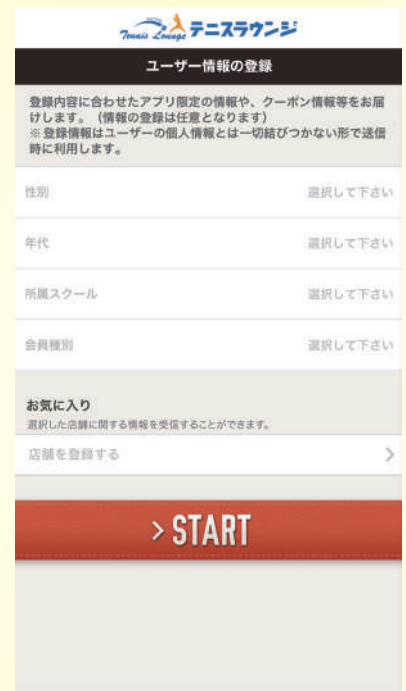 Tennis Lounge テニスラウンジ
ユーザー情報の登録
登録内容に合わせたアプリ限定の情報や、クーポン情報等をお届
けします。（情報の登録は任意となります）
※登録情報はユーザーの個人情報とは一切結びつかない形で送信
時に利用します。
性別 選択して下さい
年代 選択して下さい
所属スクール 選択して下さい
会員種別 選択して下さい
お気に入り
選択した店舗に関する情報を受信することができます。
店舗を登録する >
> START